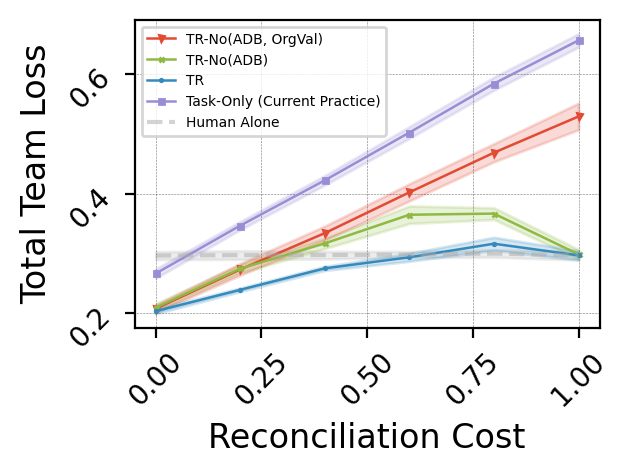 TR-No(ADB, OrgVal)
TR-No(ADB)
TR
Task-Only (Current Practice)
Human Alone
Total Team Loss
0.6
0.4
0.2
0.00 0.25 0.50 0.75 1.00
Reconciliation Cost